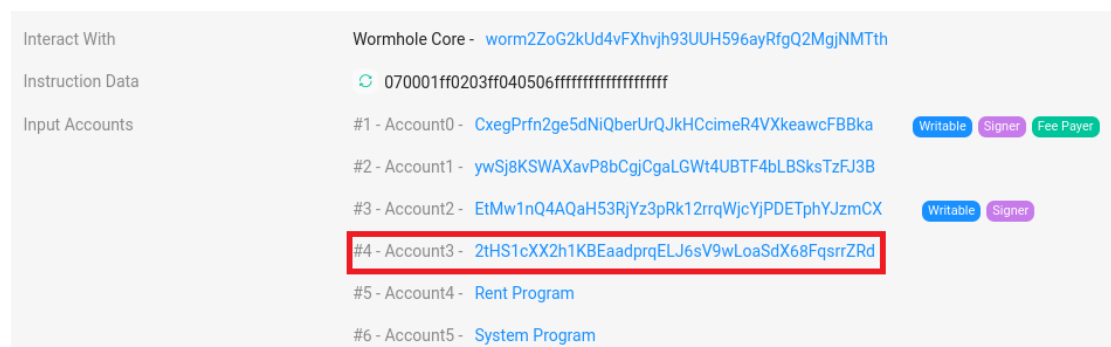 Interact With Wormhole Core - worm2ZoG2kUd4vFXhvjh93UUH596ayRfgQ2MgjNMTth
Instruction Data 070001ff0203ff040506ffffffffffffffffffff
Input Accounts #1 - Account0 - CxegPrfn2ge5dNiQberUrQJkHCcimeR4VXkeawcFBBka Writable Signer Fee Payer
#2 - Account1 - ywSj8KSWAXavP8bCgjCgaLGWt4UBTF4bLBSksTzFJ3B
#3 - Account2 - EtMw1nQ4AQaH53RjYz3pRk12rrqWjcYjPDETphYJzmCX Writable Signer
#4 - Account3 - 2tHS1cXX2h1KBEaadprqELJ6sV9wLoaSdX68FqsrrZRd
#5 - Account4 - Rent Program
#6 - Account5 - System Program